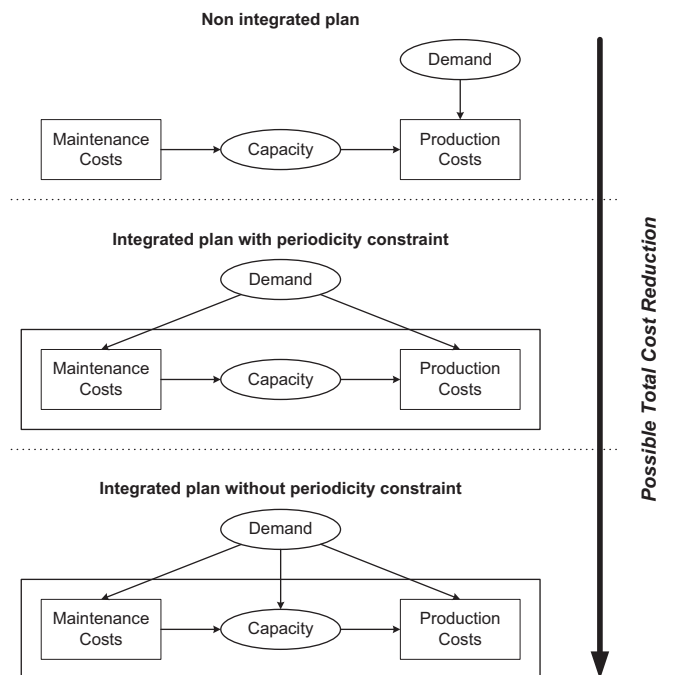 Non integrated plan
Demand
Maintenance
Costs
Capacity
Production
Costs
Integrated plan with periodicity constraint
Demand
Maintenance
Costs
Capacity
Production
Costs
Integrated plan without periodicity constraint
Demand
Maintenance
Costs
Capacity
Production
Costs
Possible Total Cost Reduction